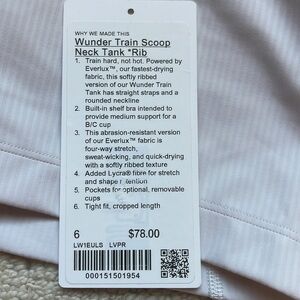 WHY WE MADE THIS
Wunder Train Scoop
Neck Tank *Rib
1. Train hard, not hot. Powered by
Everlux™, our fastest-drying
fabric, this softly ribbed
version of our Wunder Train
Tank has straight straps and a
rounded neckline
2. Built-in shelf bra intended to
provide medium support for a
B/C cup
3. This abrasion-resistant version
of our Everlux™ fabric is
four-way stretch,
sweat-wicking, and quick-drying
with a softly ribbed texture
4. Added Lycra® fibre for stretch
and shape retention
5. Pockets for optional, removable
cups
6. Tight fit, cropped length
6 $78.00
LW1EULS LVPR
000151501954